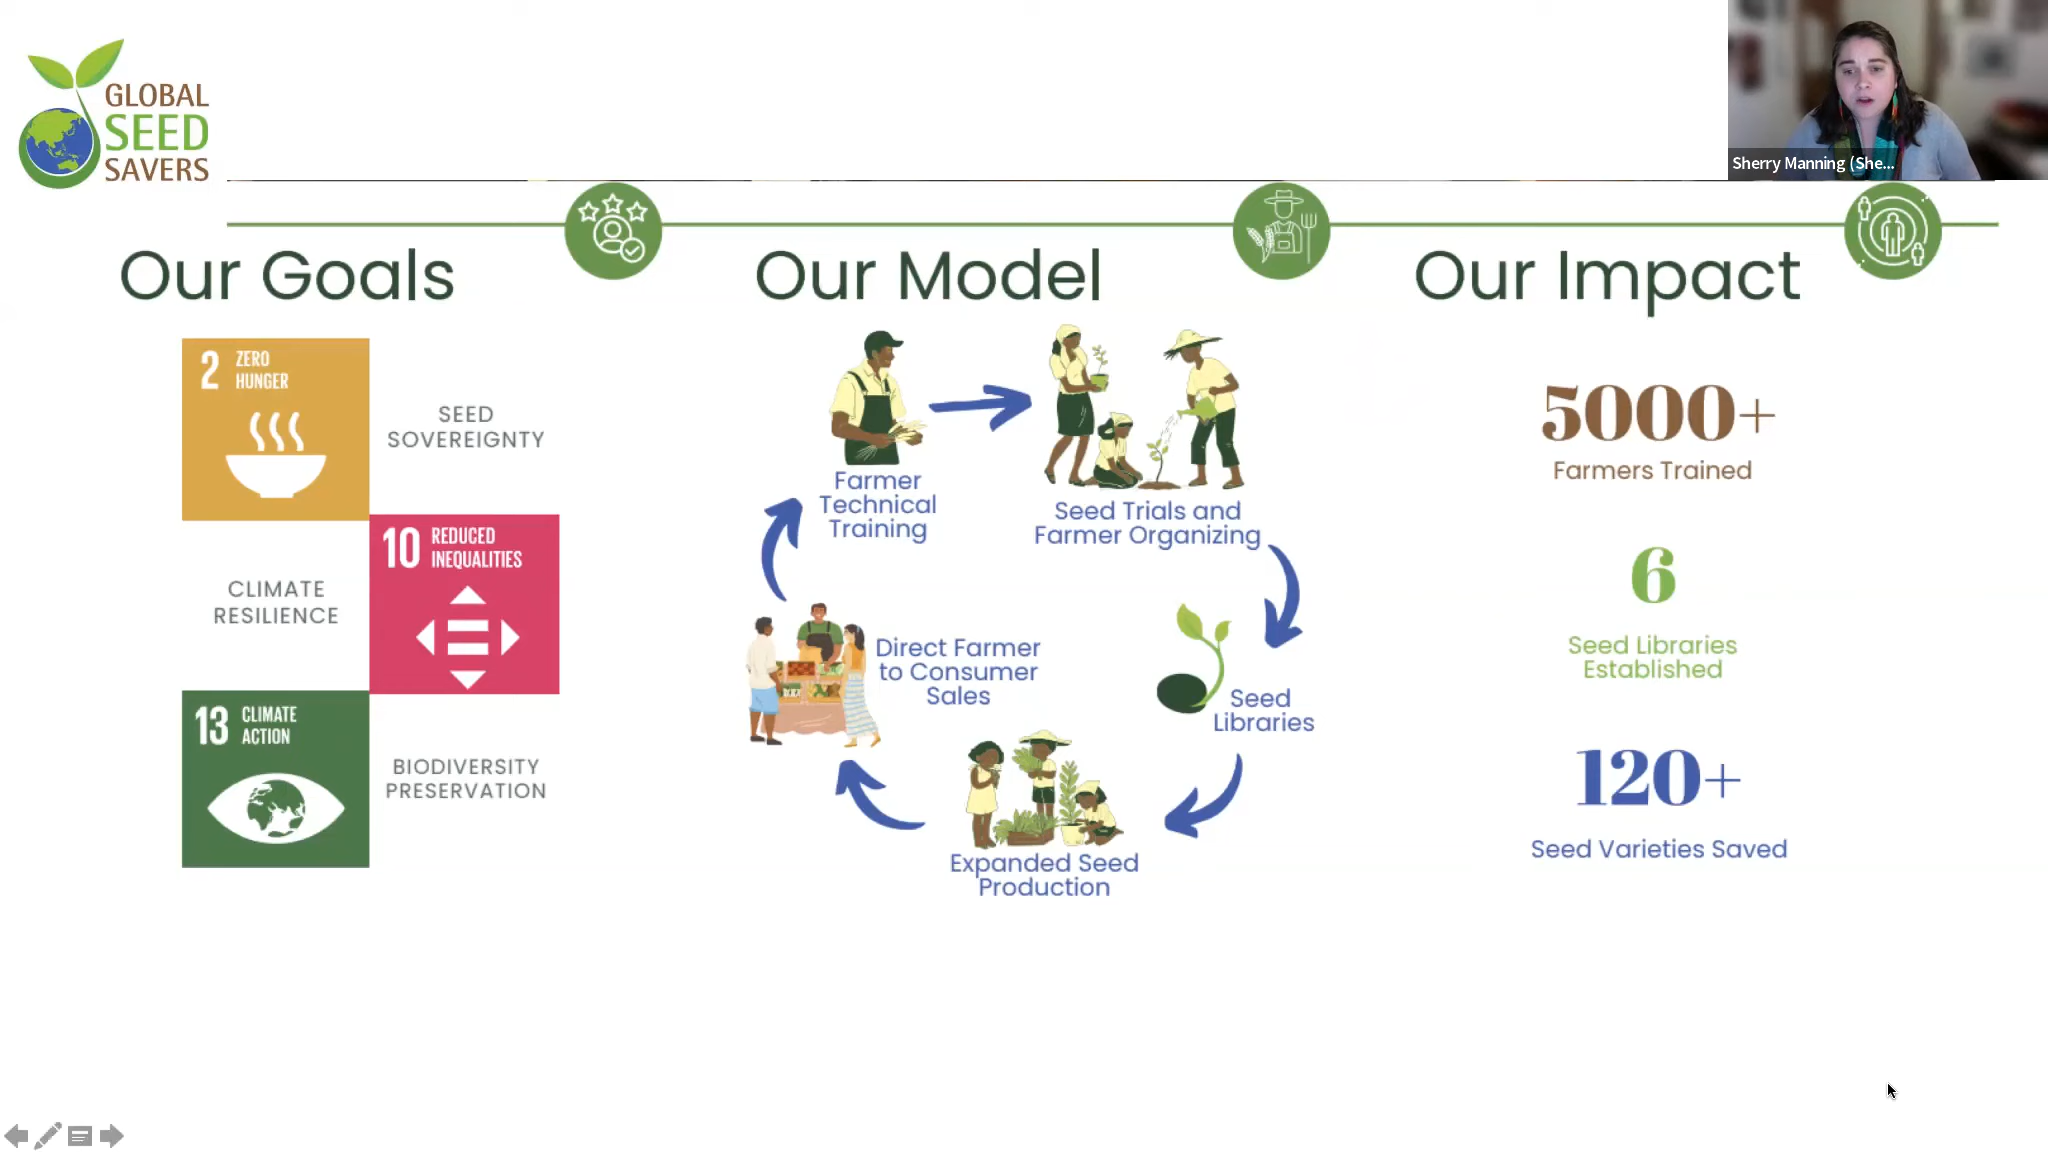 GLOBAL
SEED
SAVERS
Sherry Manning (She...
Our Goals
2 ZERO
HUNGER
SEED
SOVEREIGNTY
10 REDUCED
INEQUALITIES
CLIMATE
RESILIENCE
13 CLIMATE
ACTION
BIODIVERSITY
PRESERVATION
Our Model
Farmer
Technical
Training
Seed Trials and
Farmer Organizing
Seed
Libraries
Expanded Seed
Production
Direct Farmer
to Consumer
Sales
Our Impact
5000+
Farmers Trained
6
Seed Libraries
Established
120+
Seed Varieties Saved